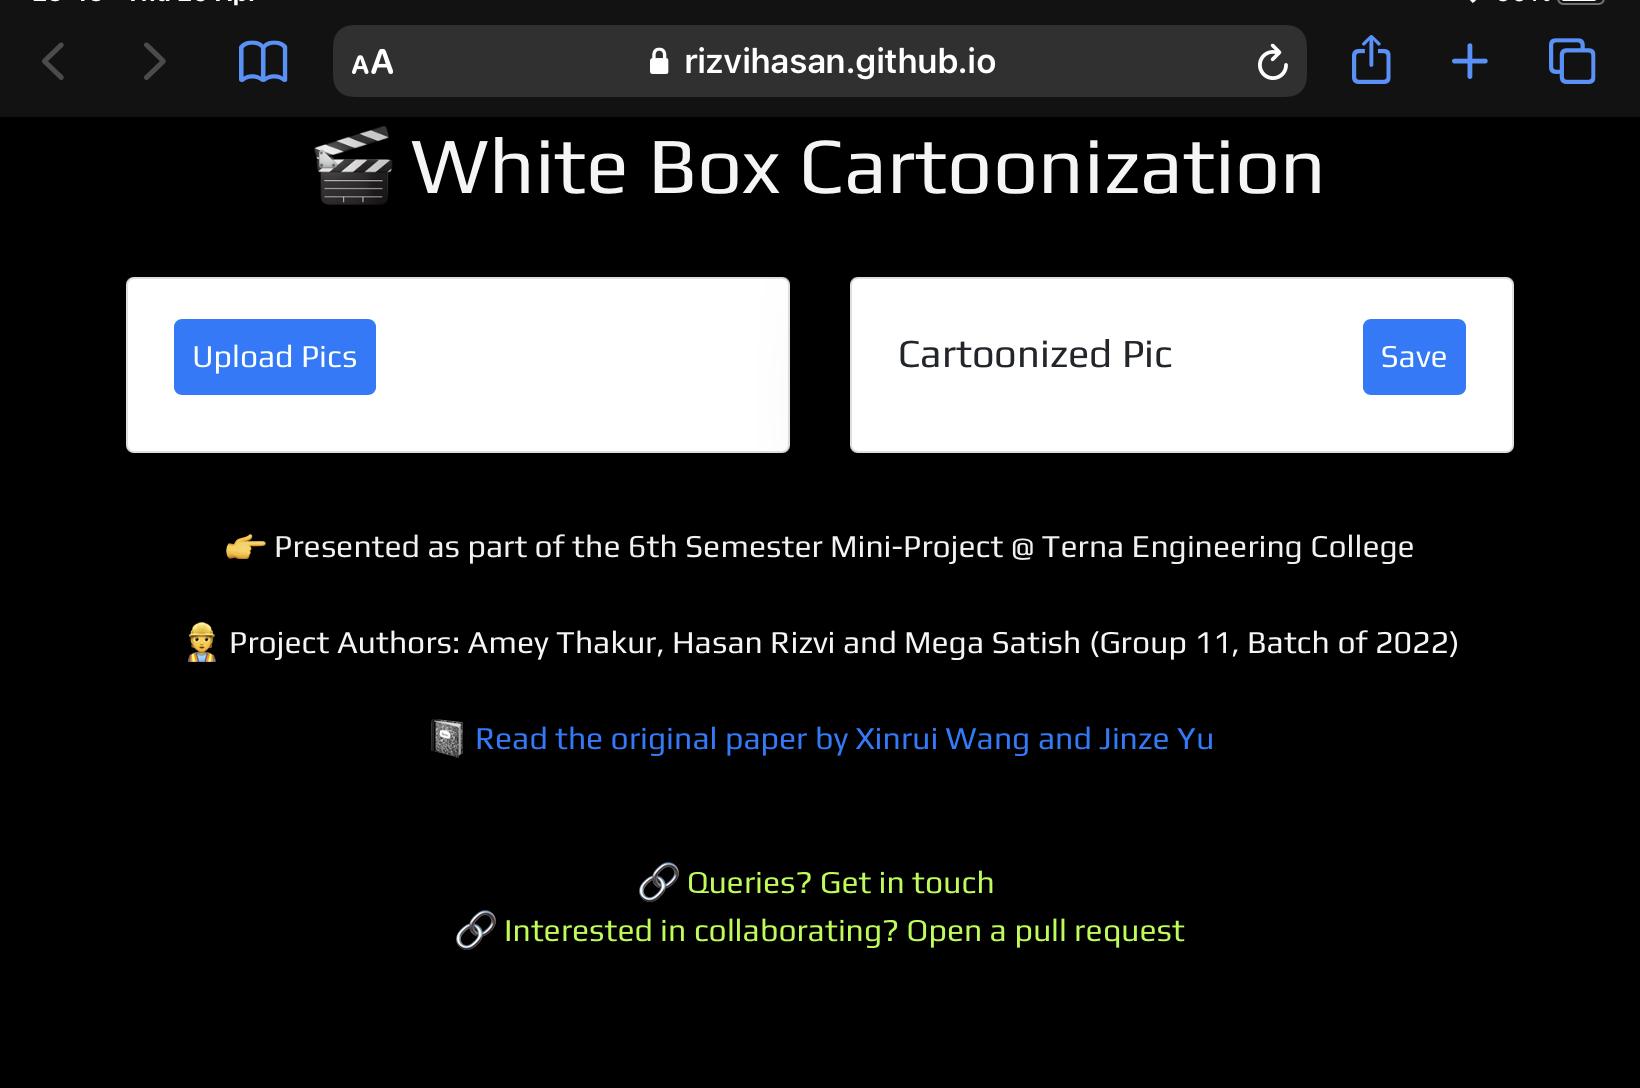 AA
rizvihasan.github.io
White Box Cartoonization
Upload Pics
Cartoonized Pic
Save
Presented as part of the 6th Semester Mini-Project @ Terna Engineering College
Project Authors: Amey Thakur, Hasan Rizvi and Mega Satish (Group 11, Batch of 2022)
Read the original paper by Xinrui Wang and Jinze Yu
Queries? Get in touch
Interested in collaborating? Open a pull request